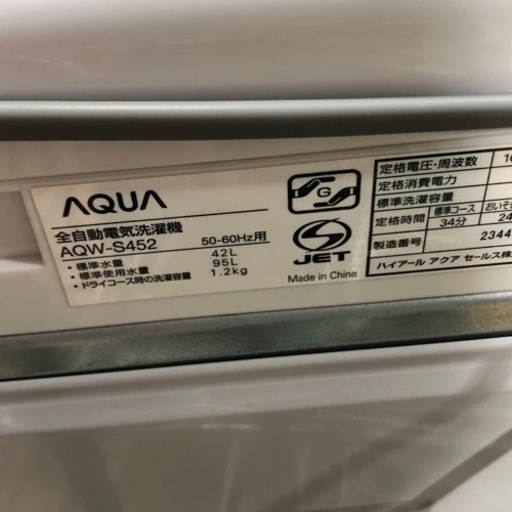 AQUA
全自動電気洗濯機
AQW-S452 50-60Hz用
・標準水量 42L
・標準使用水量 95L
・ドライコース時の洗濯容量 1.2kg
G
JET
Made in China
定格電圧・周波数
定格消費電力
標準洗濯容量
定格時間 標準コース
34分 24
製造番号 2344
ハイアール アクア セールス株